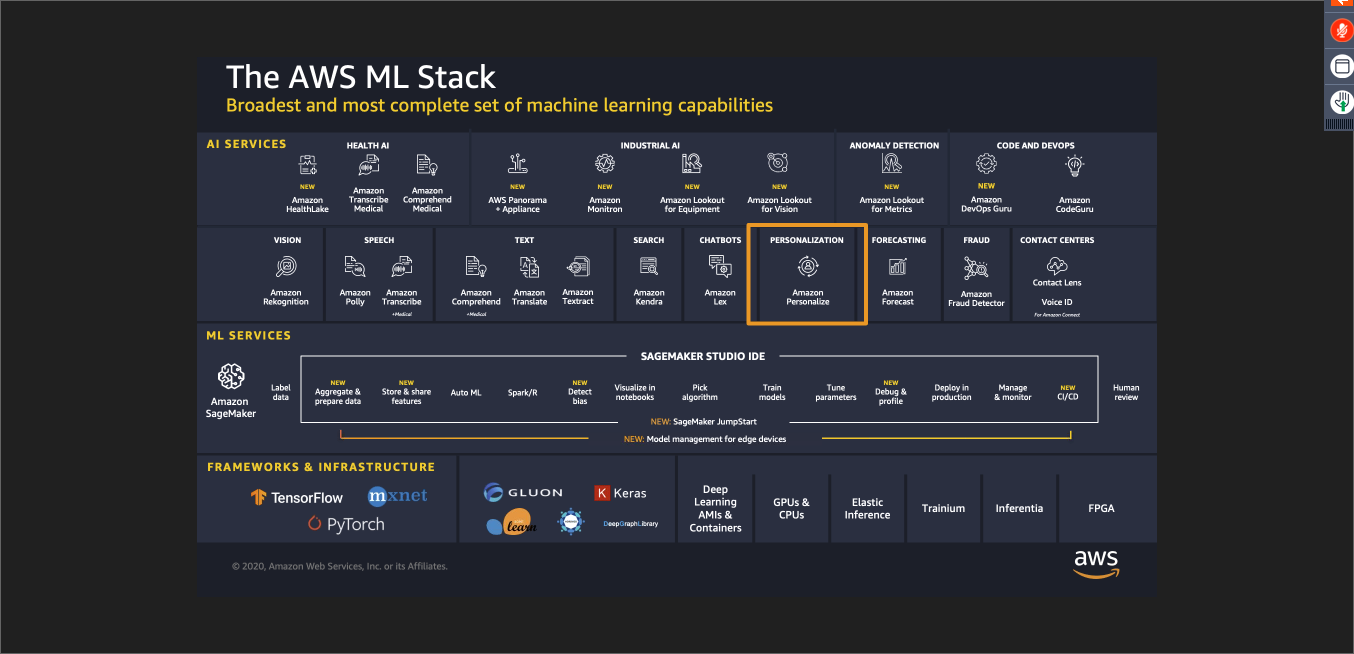 The AWS ML Stack
Broadest and most complete set of machine learning capabilities
AI SERVICES
HEALTH AI
NEW
Amazon
HealthLake
Amazon
Transcribe
Medical
Amazon
Comprehend
Medical
INDUSTRIAL AI
NEW
AWS Panorama
+ Appliance
NEW
Amazon
Monitron
NEW
Amazon Lookout
for Equipment
NEW
Amazon Lookout
for Vision
ANOMALY DETECTION
NEW
Amazon Lookout
for Metrics
CODE AND DEVOPS
NEW
Amazon
DevOps Guru
Amazon
CodeGuru
VISION
Amazon
Rekognition
SPEECH
Amazon
Polly
Amazon
Transcribe
+Medical
TEXT
Amazon
Comprehend
+Medical
Amazon
Translate
Amazon
Textract
SEARCH
Amazon
Kendra
CHATBOTS
Amazon
Lex
PERSONALIZATION
Amazon
Personalize
FORECASTING
Amazon
Forecast
FRAUD
Amazon
Fraud Detector
CONTACT CENTERS
Contact Lens
Voice ID
For Amazon Connect
ML SERVICES
Amazon
SageMaker
Label
data
SAGEMAKER STUDIO IDE
NEW
Aggregate &
prepare data
NEW
Store & share
features
Auto ML
Spark/R
NEW
Detect
bias
Visualize in
notebooks
Pick
algorithm
Train
models
Tune
parameters
NEW
Debug &
profile
Deploy in
production
Manage
& monitor
NEW
CI/CD
Human
review
NEW: SageMaker JumpStart
NEW: Model management for edge devices
FRAMEWORKS & INFRASTRUCTURE
TensorFlow
mxnet
PyTorch
GLUON
K Keras
learn
DeepGraphLibrary
Deep
Learning
AMIs &
Containers
GPUs &
CPUs
Elastic
Inference
Trainium
Inferentia
FPGA
© 2020, Amazon Web Services, Inc. or its Affiliates.
aws